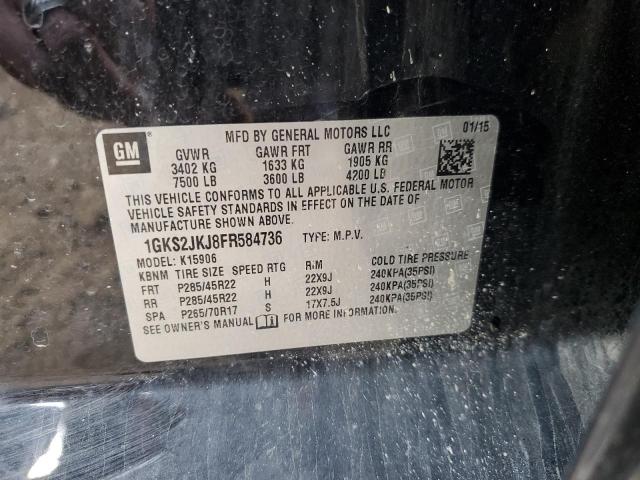 GM
MFD BY GENERAL MOTORS LLC 01/15
GVWR GAWR FRT GAWR RR
3402 KG 1633 KG 1905 KG
7500 LB 3600 LB 4200 LB
THIS VEHICLE CONFORMS TO ALL APPLICABLE U.S. FEDERAL MOTOR
VEHICLE SAFETY STANDARDS IN EFFECT ON THE DATE OF
MANUFACTURE SHOWN ABOVE.
1GKS2JKJ8FR584736 TYPE: M.P.V.
MODEL: K15906
KBNM TIRE SIZE SPEED RTG RIM COLD TIRE PRESSURE
FRT P285/45R22 H 22X9J 240KPA(35PSI)
RR P285/45R22 H 22X9J 240KPA(35PSI)
SPA P265/70R17 S 17X7.5J 240KPA(35PSI)
SEE OWNER'S MANUAL FOR MORE INFORMATION.